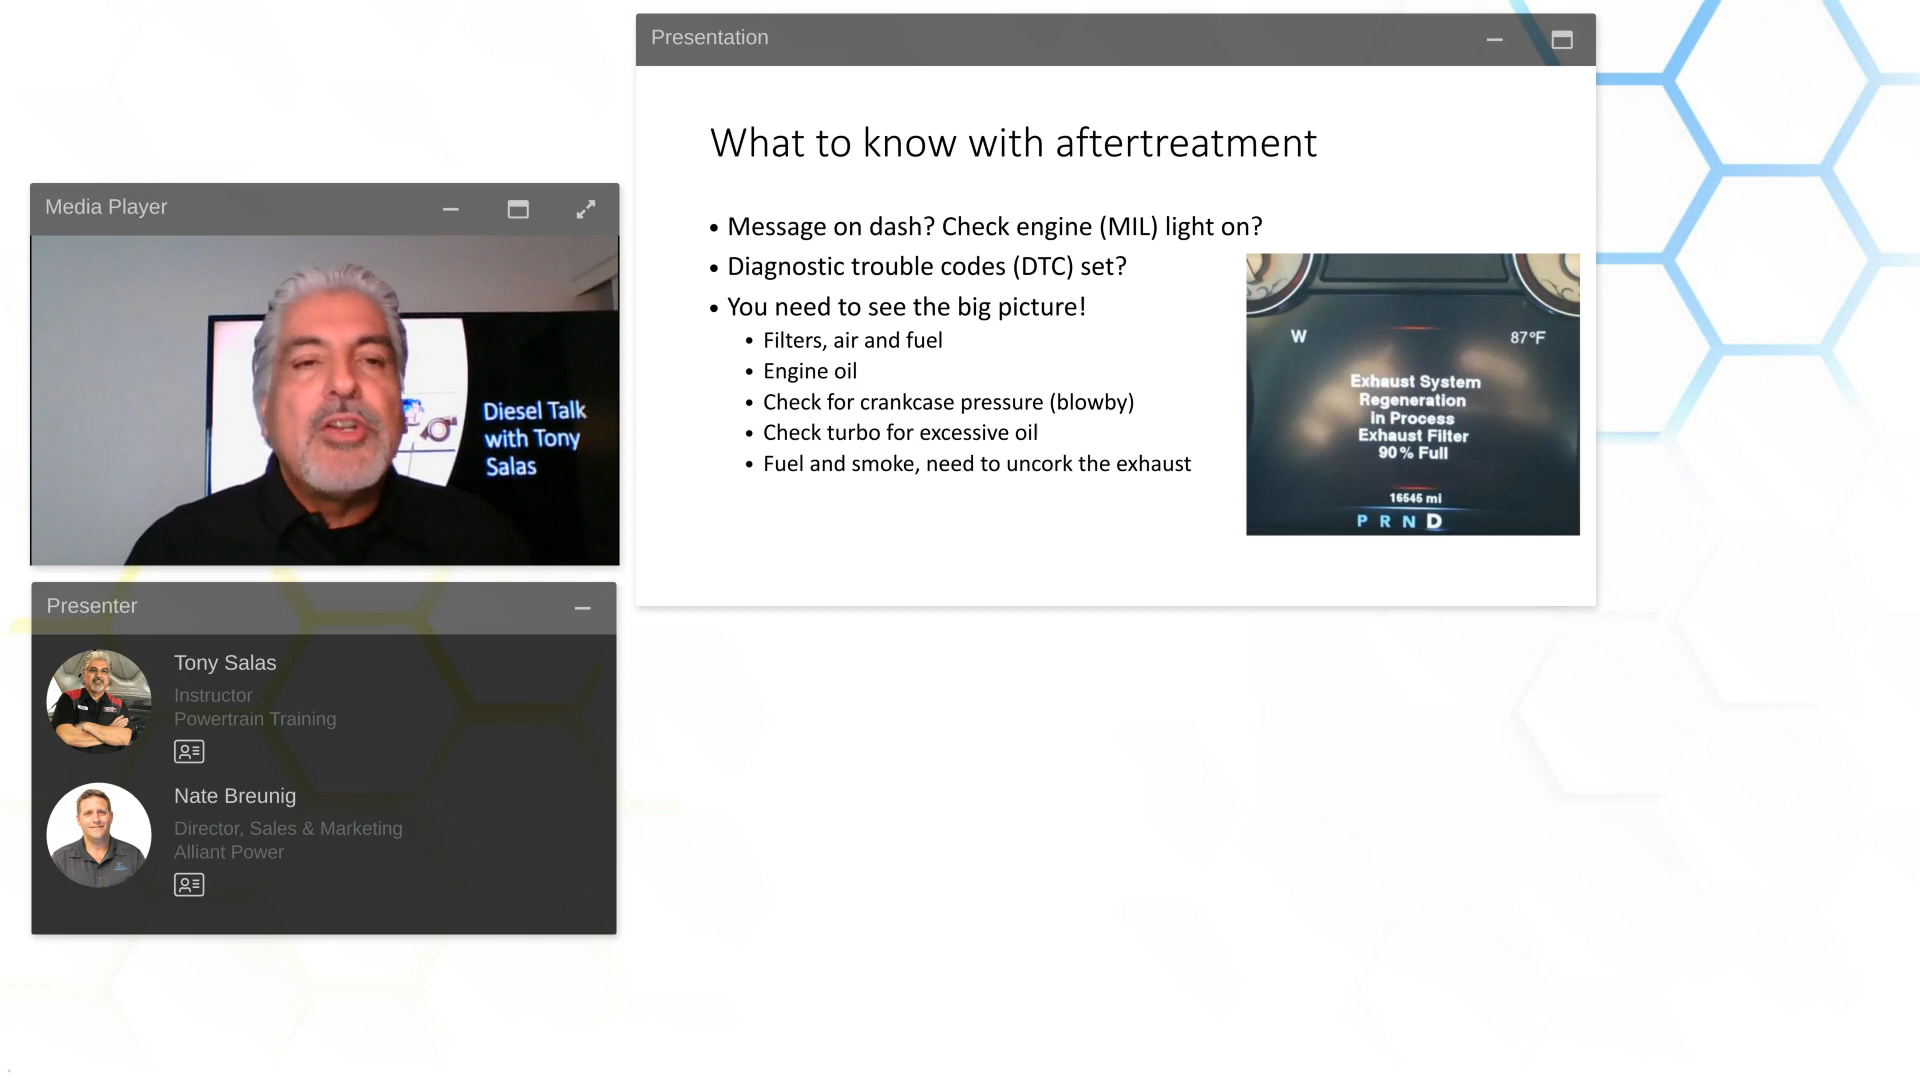 Presentation
What to know with aftertreatment
• Message on dash? Check engine (MIL) light on?
• Diagnostic trouble codes (DTC) set?
• You need to see the big picture!
• Filters, air and fuel
• Engine oil
• Check for crankcase pressure (blowby)
• Check turbo for excessive oil
• Fuel and smoke, need to uncork the exhaust
W 87°F
Exhaust System
Regeneration
in Process
Exhaust Filter
90% Full
16545 mi
P R N D
Media Player
Diesel Talk
with Tony
Salas
Presenter
Tony Salas
Instructor
Powertrain Training
Nate Breunig
Director, Sales & Marketing
Alliant Power